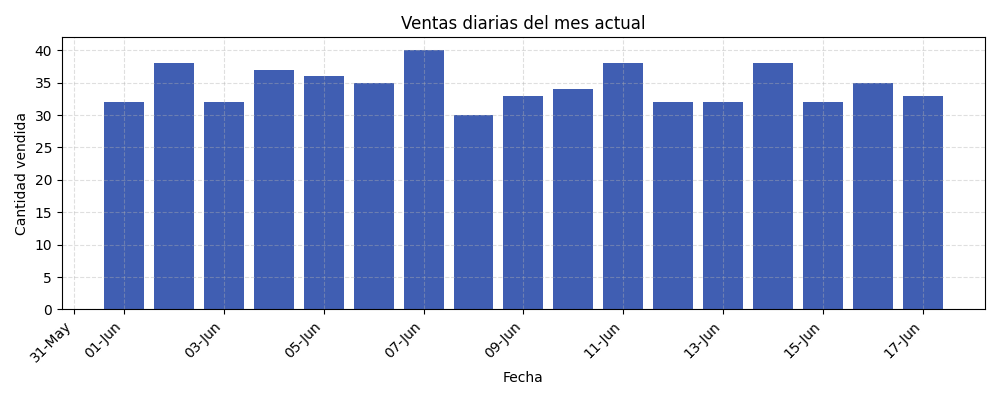 Ventas diarias del mes actual
Cantidad vendida
40
35
30
25
20
15
10
5
0
31-May
01-Jun
03-Jun
05-Jun
07-Jun
09-Jun
11-Jun
13-Jun
15-Jun
17-Jun
Fecha